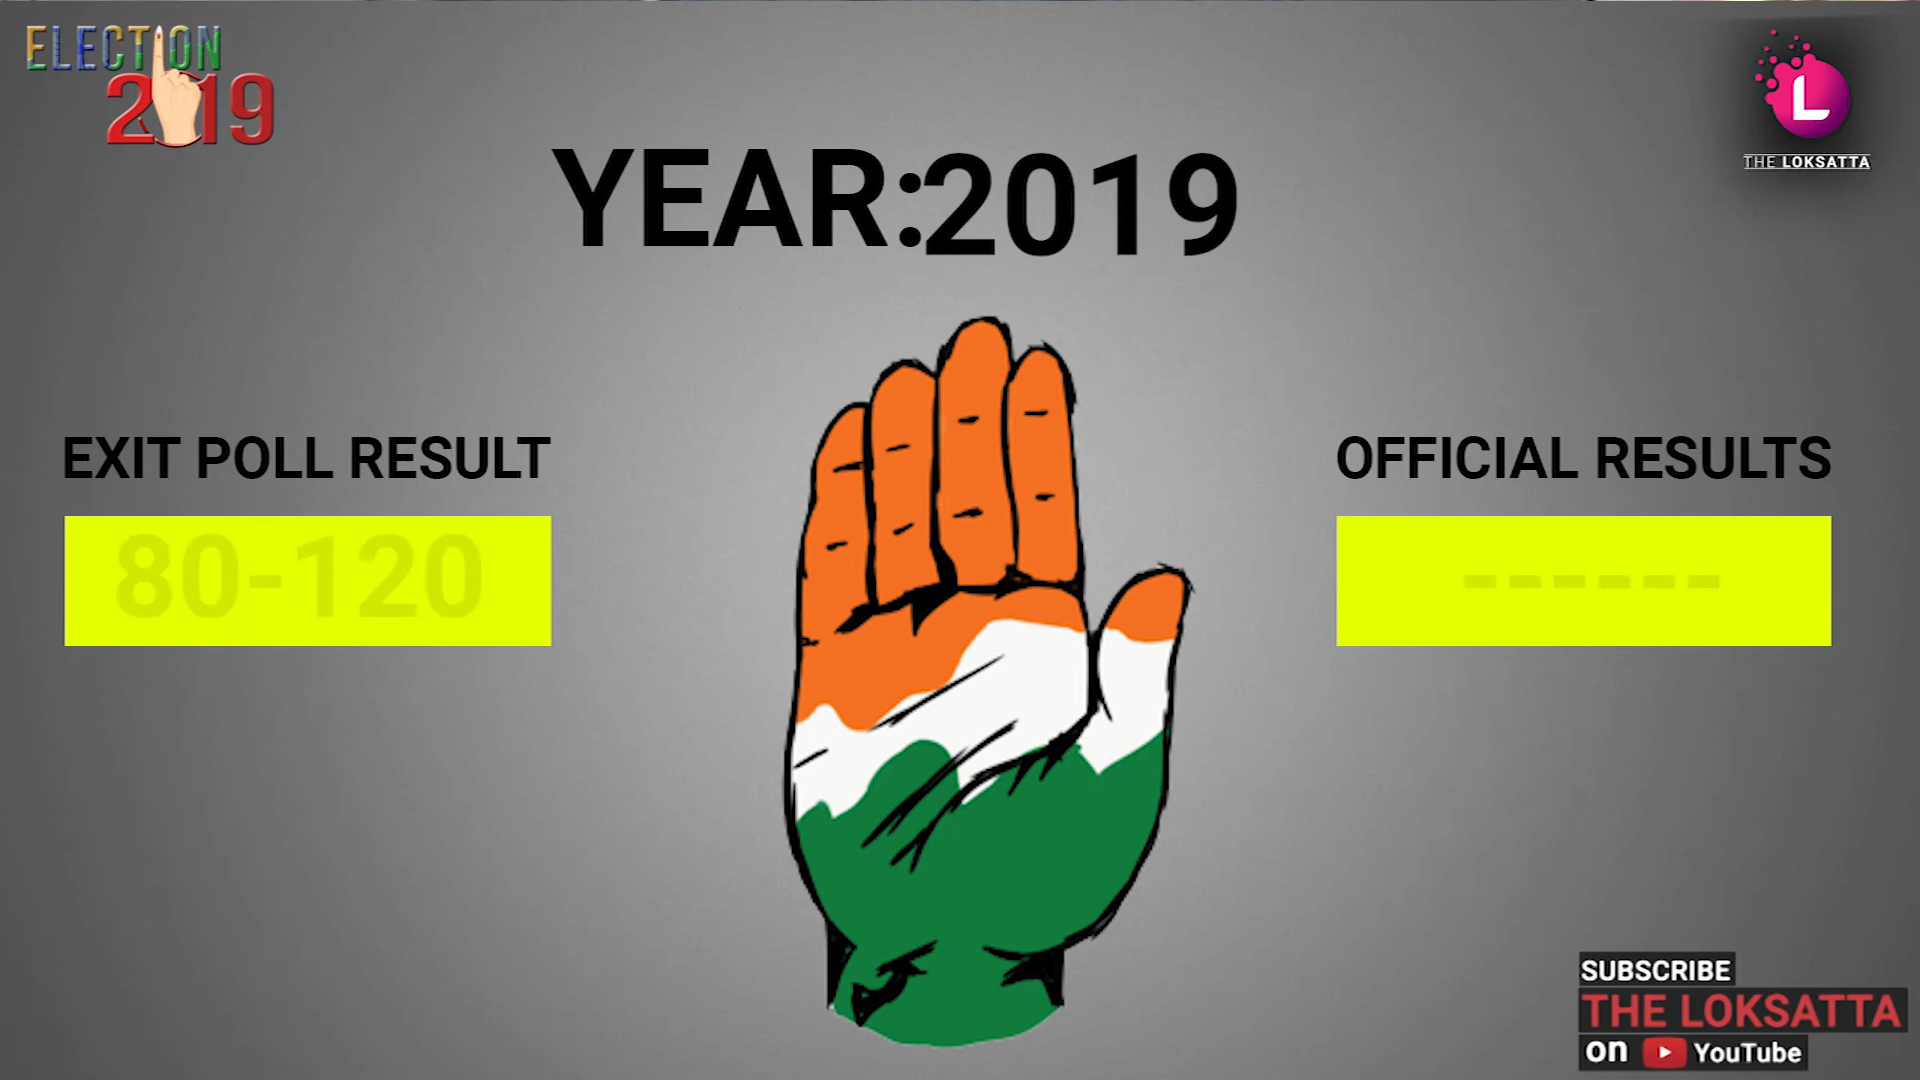 ELECTION
2019
L
THE LOKSATTA
YEAR:2019
EXIT POLL RESULT
80-120
OFFICIAL RESULTS
------
SUBSCRIBE
THE LOKSATTA
on YouTube